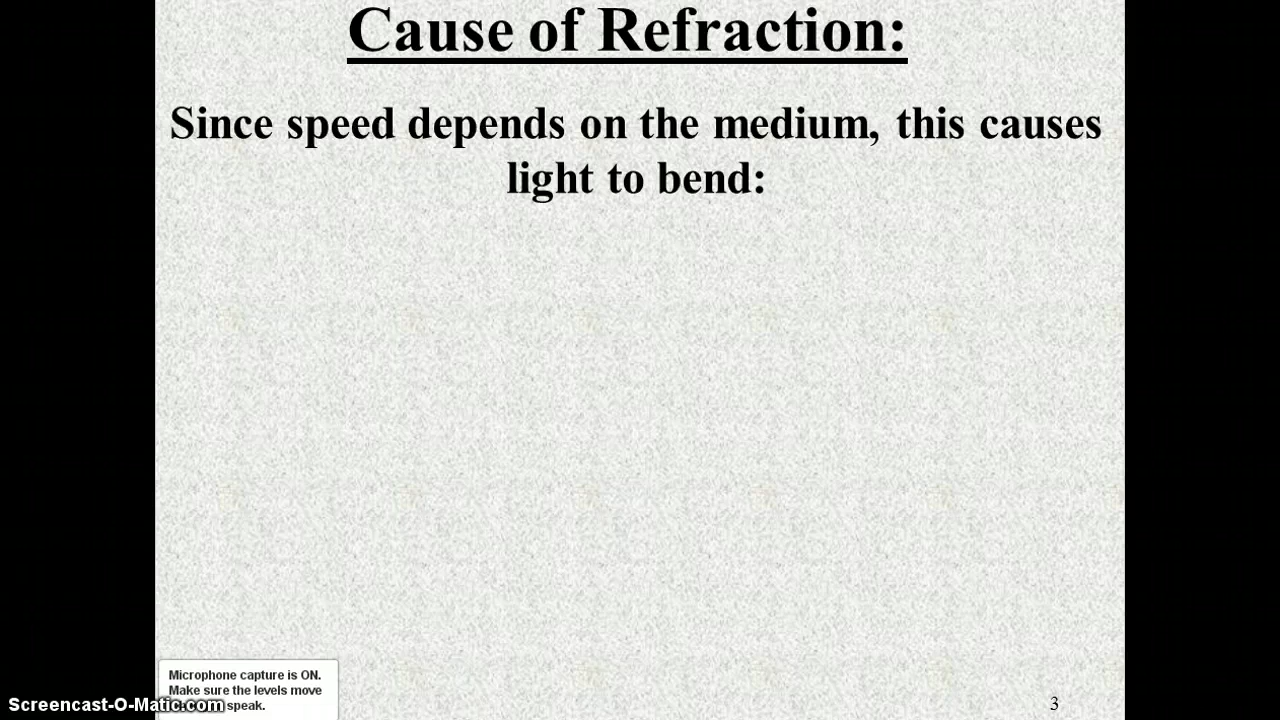 Cause of Refraction:
Since speed depends on the medium, this causes
light to bend:
Microphone capture is ON.
Make sure the levels move
speak.
Screencast-O-Matic.com
3